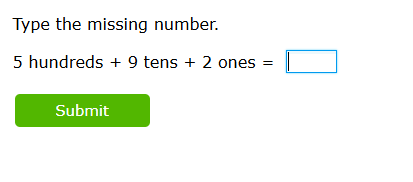 Type the missing number.
5 hundreds + 9 tens + 2 ones =
Submit